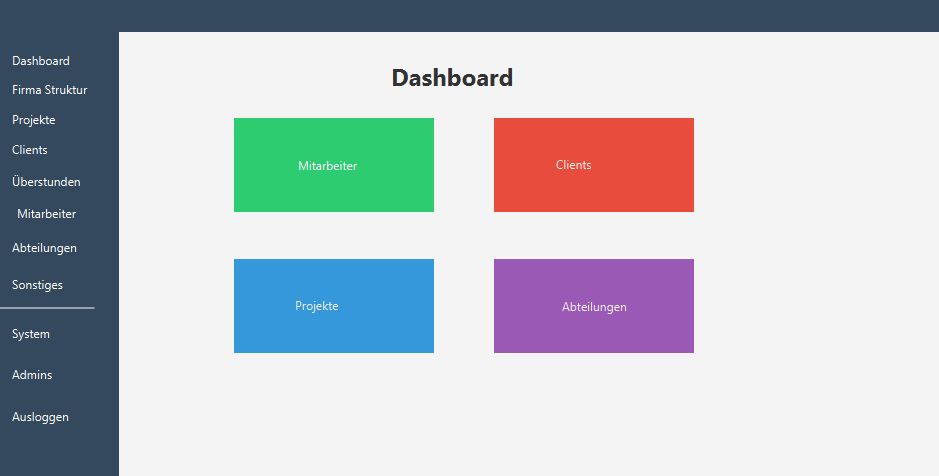 Dashboard
Firma Struktur
Projekte
Clients
Überstunden
Mitarbeiter
Abteilungen
Sonstiges
System
Admins
Ausloggen
Dashboard
Mitarbeiter
Clients
Projekte
Abteilungen